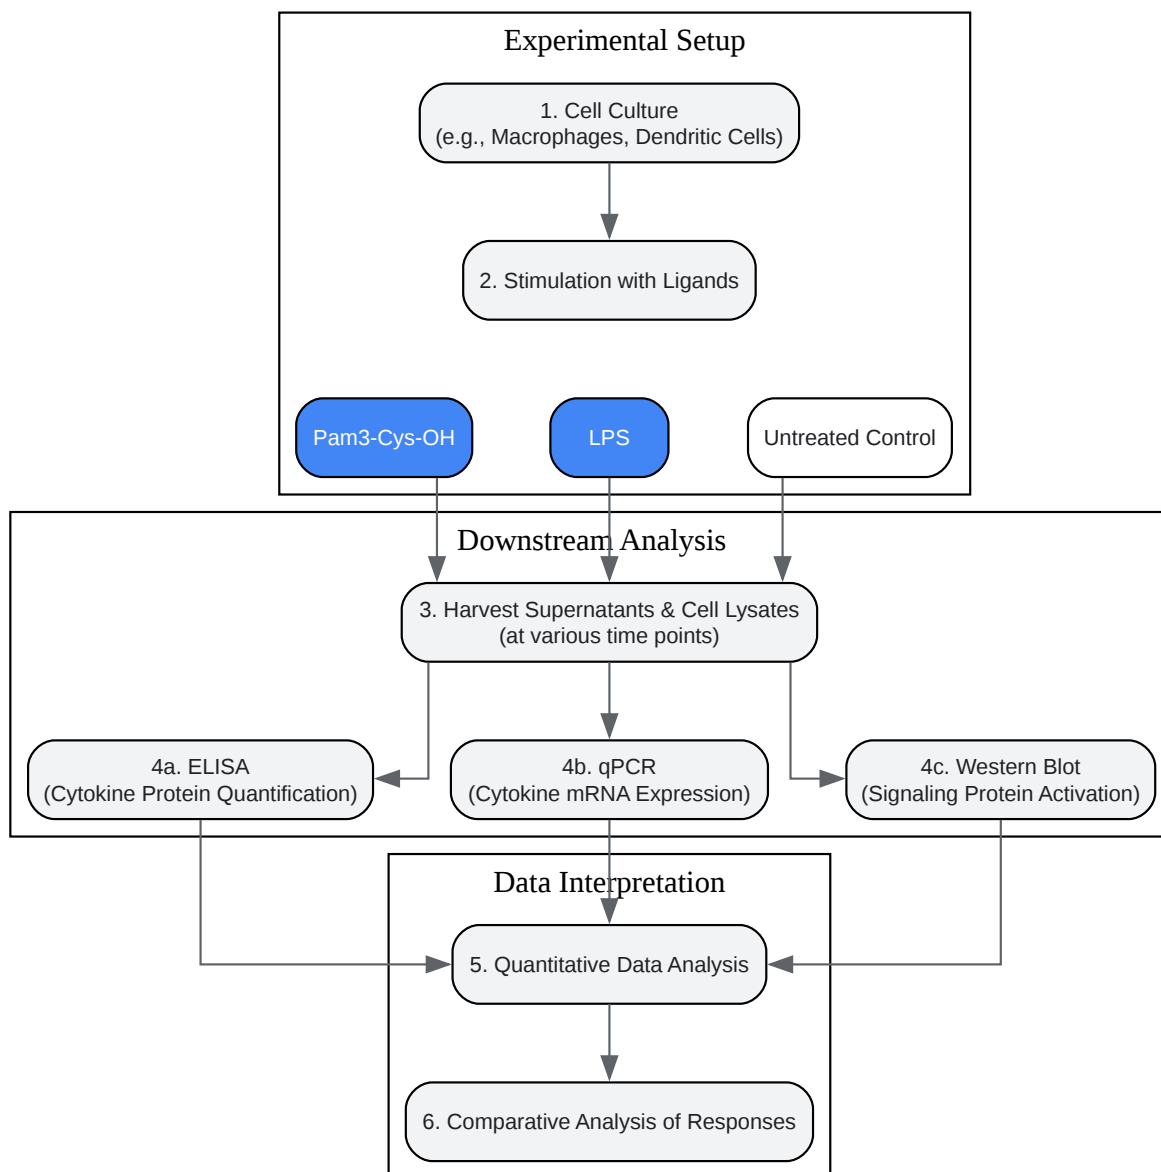 Experimental Setup
1. Cell Culture
(e.g., Macrophages, Dendritic Cells)
2. Stimulation with Ligands
Pam3-Cys-OH
LPS
Untreated Control
Downstream Analysis
3. Harvest Supernatants & Cell Lysates
(at various time points)
4a. ELISA
(Cytokine Protein Quantification)
4b. qPCR
(Cytokine mRNA Expression)
4c. Western Blot
(Signaling Protein Activation)
Data Interpretation
5. Quantitative Data Analysis
6. Comparative Analysis of Responses